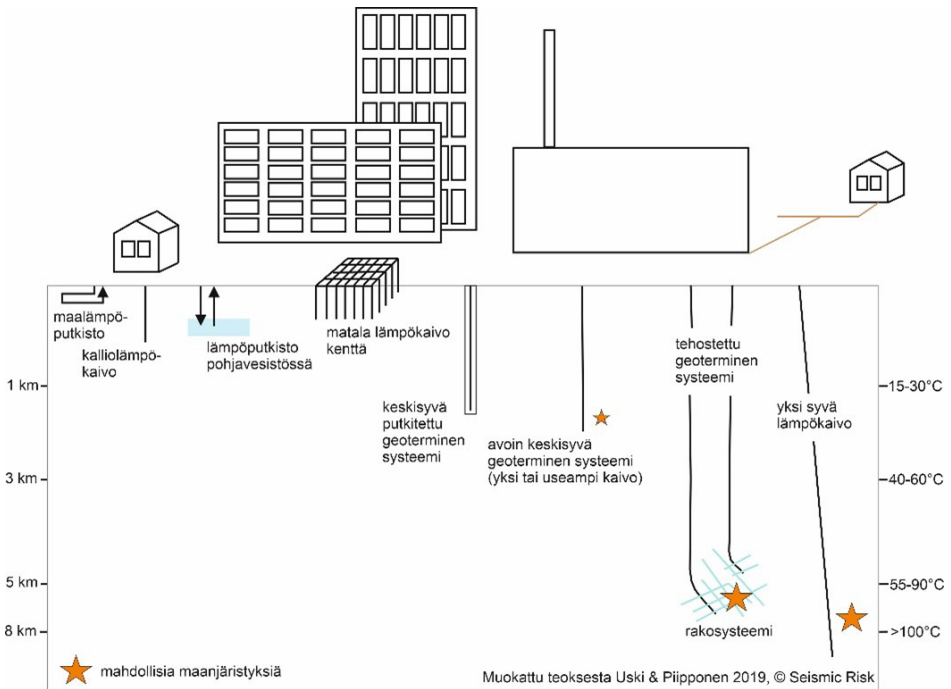 maalämpö-
putkisto
kalliolämpö-
kaivo
lämpöputkisto
pohjavesistössä
matala lämpökaivo
kenttä
tehostettu
geoterminen
systeemi
1 km
15-30°C
keskisyvä
putkitettu
geoterminen
systeemi
avoin keskisyvä
geoterminen systeemi
(yksi tai useampi kaivo)
yksi syvä
lämpökaivo
3 km
40-60°C
5 km
55-90°C
8 km
rakosysteemi
>100°C
mahdollisia maanjäristyksiä
Muokattu teoksesta Uski & Piipponen 2019, © Seismic Risk